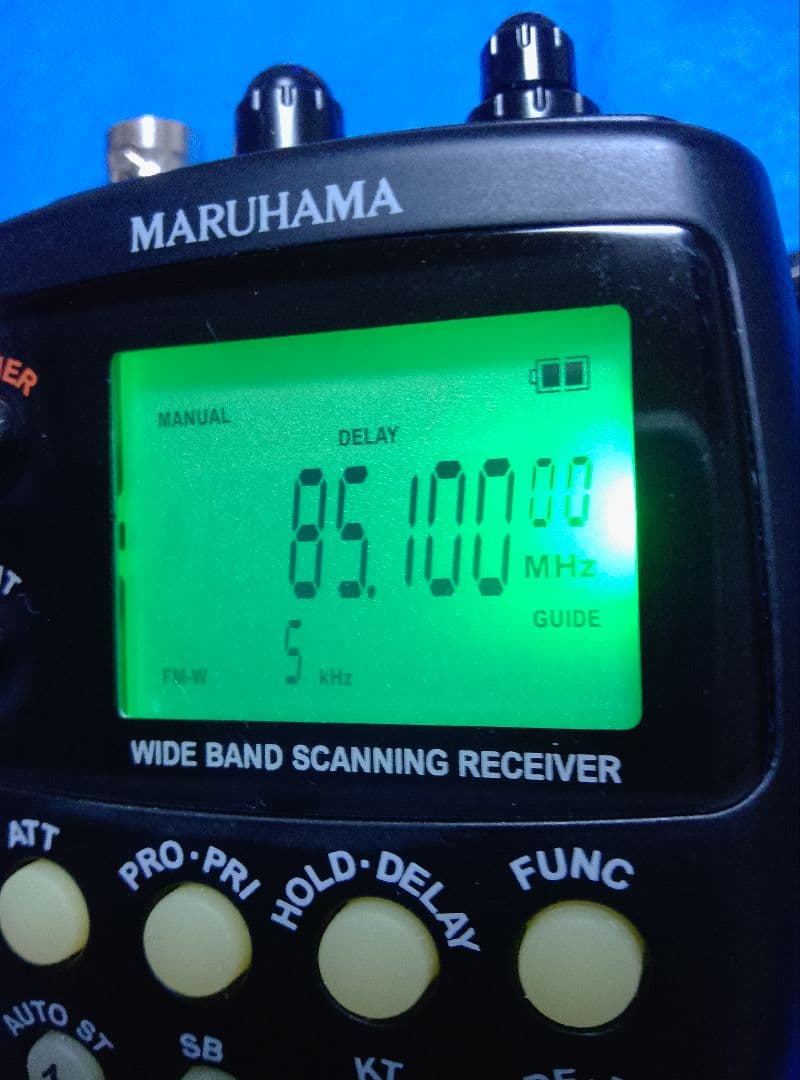 MARUHAMA
MANUAL
DELAY
85.10000
MHz
GUIDE
FM-W 5 kHz
WIDE BAND SCANNING RECEIVER
ATT PRO・PRI HOLD・DELAY FUNC
AUTO ST SB KT